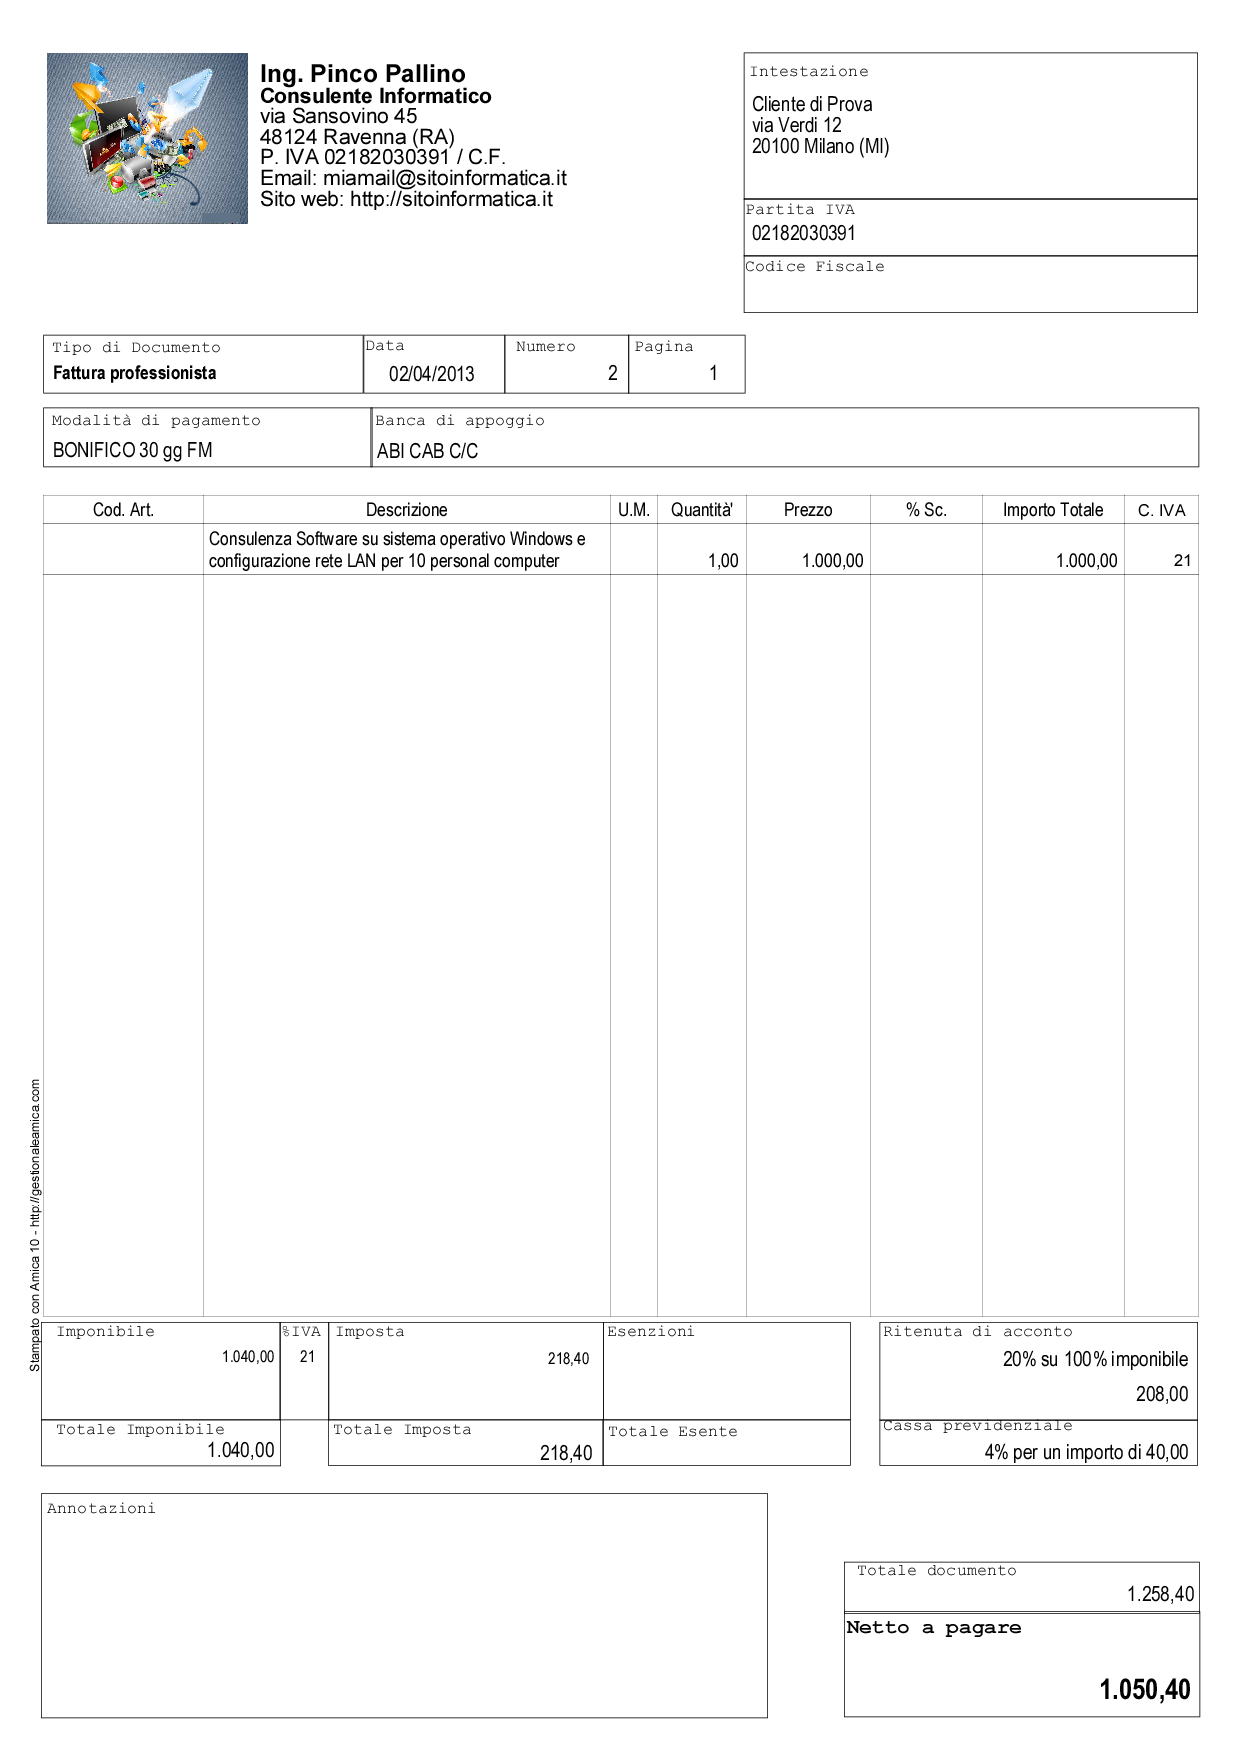 Ing. Pinco Pallino
Consulente Informatico
via Sansovino 45
48124 Ravenna (RA)
P. IVA 02182030391 / C.F.
Email: miamail@sitoinformatica.it
Sito web: http://sitoinformatica.it
Intestazione
Cliente di Prova
via Verdi 12
20100 Milano (MI)
Partita IVA
02182030391
Codice Fiscale
Tipo di Documento Data Numero Pagina
Fattura professionista 02/04/2013 2 1
Modalità di pagamento Banca di appoggio
BONIFICO 30 gg FM ABI CAB C/C
Cod. Art. Descrizione U.M. Quantità' Prezzo % Sc. Importo Totale C. IVA
Consulenza Software su sistema operativo Windows e
configurazione rete LAN per 10 personal computer 1,00 1.000,00 1.000,00 21
Stampato con Amica 10 - http://gestionaleamica.com
Imponibile %IVA Imposta Esenzioni Ritenuta di acconto
1.040,00 21 218,40 20% su 100% imponibile
208,00
Totale Imponibile Totale Imposta Totale Esente Cassa previdenziale
1.040,00 218,40 4% per un importo di 40,00
Annotazioni
Totale documento
1.258,40
Netto a pagare
1.050,40